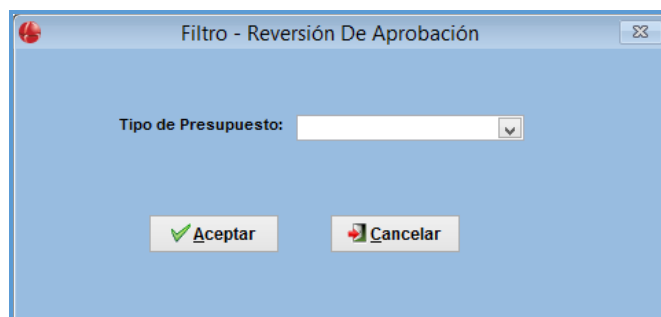 Filtro - Reversión De Aprobación
Tipo de Presupuesto:
Aceptar
Cancelar